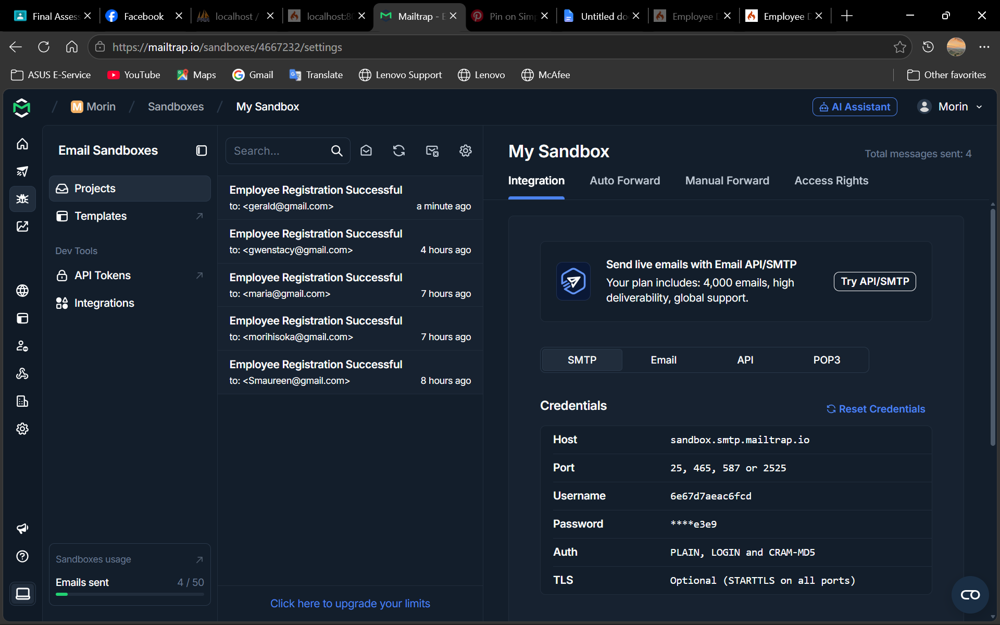 Final Assess
Facebook
localhost /
localhost:80
Mailtrap - E
Pin on Simp
Untitled do
Employee D
Employee D
https://mailtrap.io/sandboxes/4667232/settings
ASUS E-Service
YouTube
Maps
Gmail
Translate
Lenovo Support
Lenovo
McAfee
Other favorites
/ M Morin / Sandboxes / My Sandbox
AI Assistant
Morin
Email Sandboxes
Projects
Templates
Dev Tools
API Tokens
Integrations
Sandboxes usage
Emails sent 4 / 50
Search...
Employee Registration Successful
to: <gerald@gmail.com> a minute ago
Employee Registration Successful
to: <gwenstacy@gmail.com> 4 hours ago
Employee Registration Successful
to: <maria@gmail.com> 7 hours ago
Employee Registration Successful
to: <morihisoka@gmail.com> 7 hours ago
Employee Registration Successful
to: <Smaureen@gmail.com> 8 hours ago
Click here to upgrade your limits
My Sandbox
Total messages sent: 4
Integration
Auto Forward
Manual Forward
Access Rights
Send live emails with Email API/SMTP
Your plan includes: 4,000 emails, high
deliverability, global support.
Try API/SMTP
SMTP
Email
API
POP3
Credentials
Reset Credentials
Host sandbox.smtp.mailtrap.io
Port 25, 465, 587 or 2525
Username 6e67d7aeac6fcd
Password ****e3e9
Auth PLAIN, LOGIN and CRAM-MD5
TLS Optional (STARTTLS on all ports)